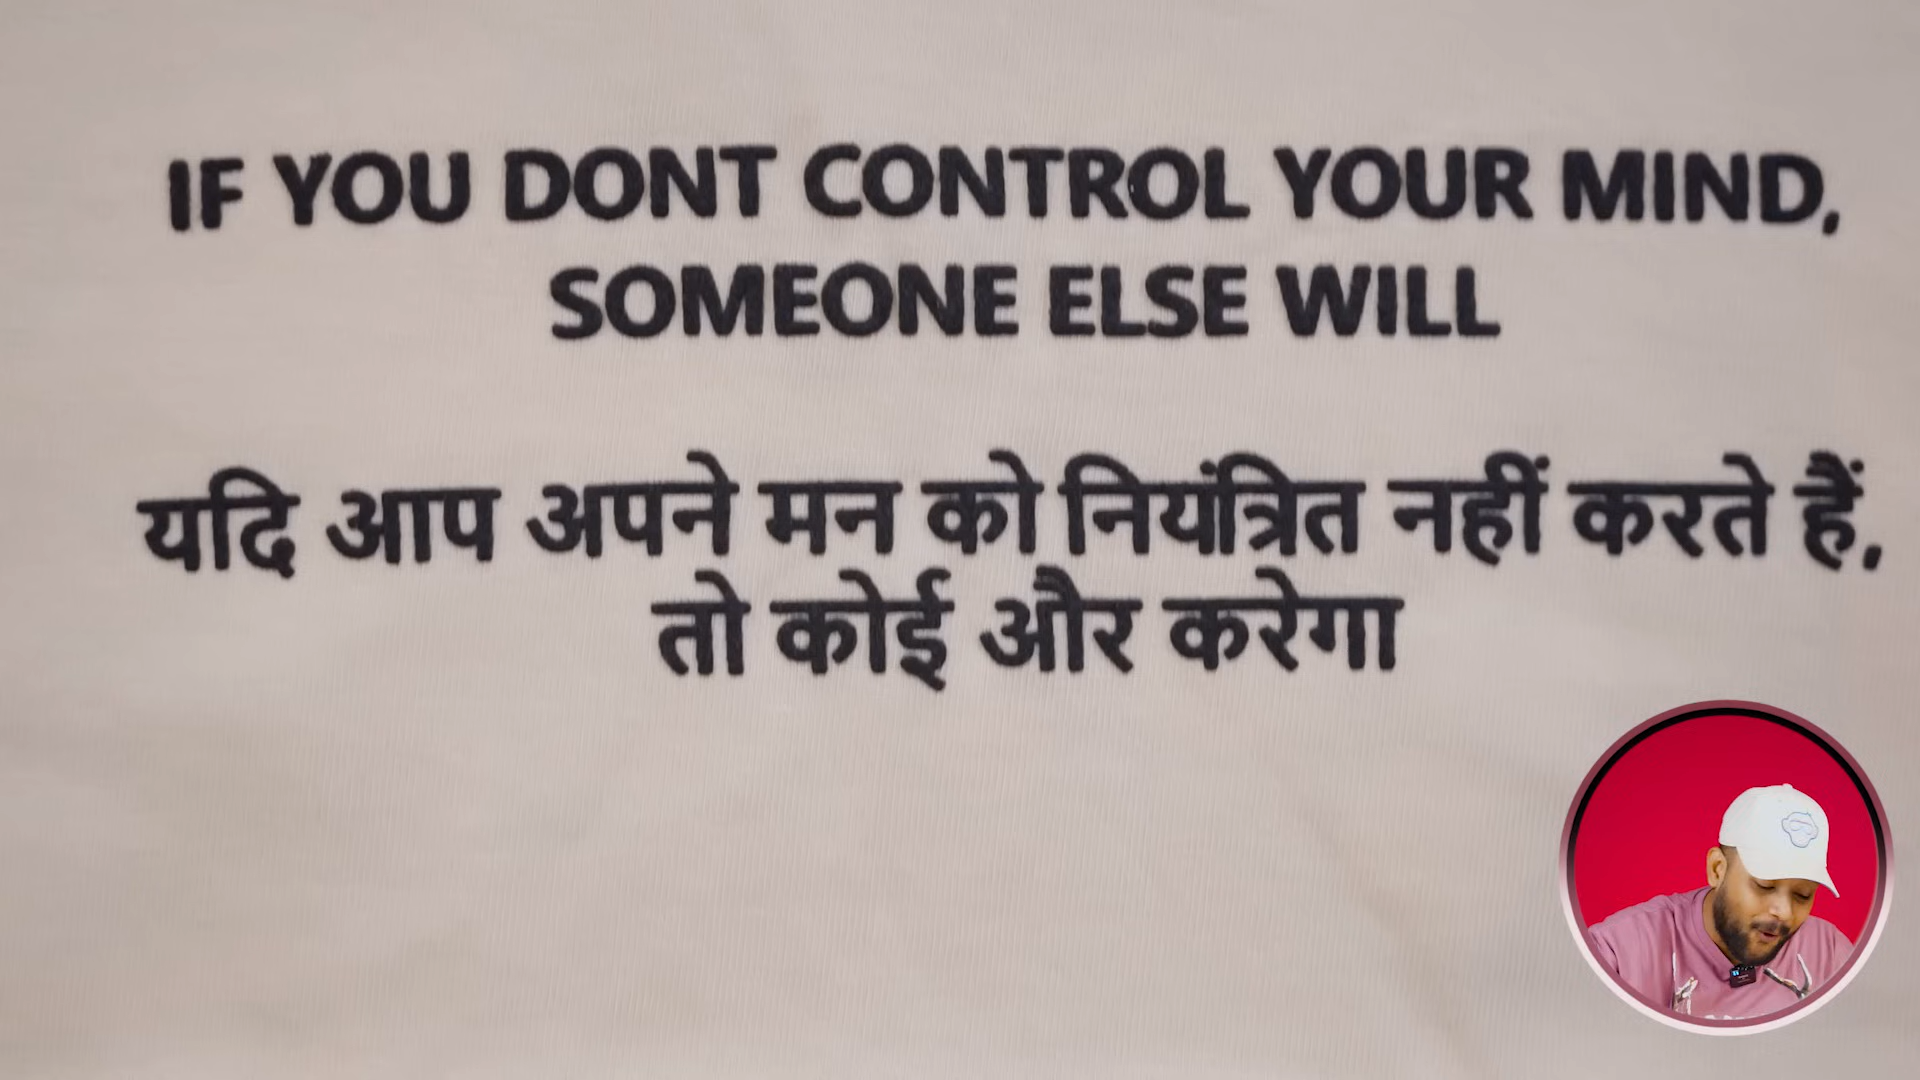 IF YOU DONT CONTROL YOUR MIND,
SOMEONE ELSE WILL
यदि आप अपने मन को नियंत्रित नहीं करते हैं,
तो कोई और करेगा